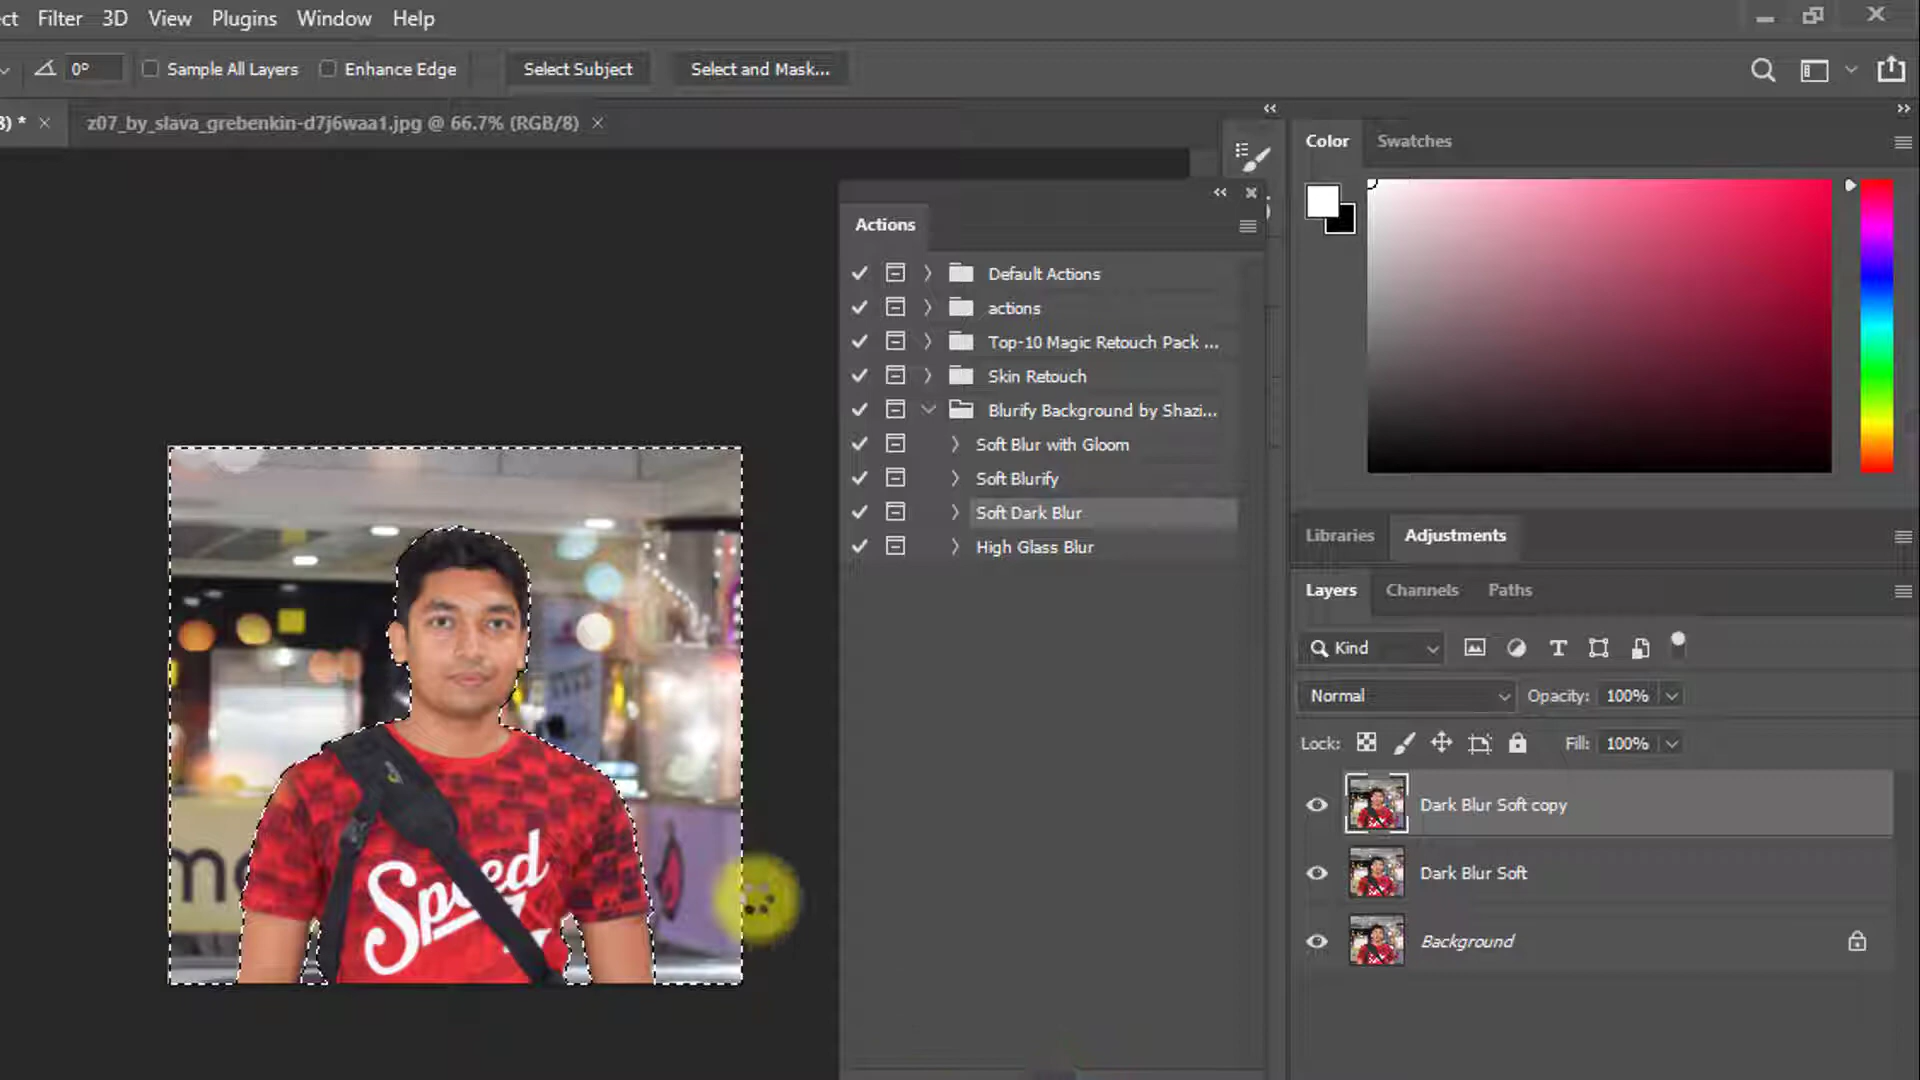 ct Filter 3D View Plugins Window Help
0° Sample All Layers Enhance Edge Select Subject Select and Mask...
8) * × z07_by_slava_grebenkin-d7j6waa1.jpg @ 66.7% (RGB/8) ×
Color Swatches
Actions
Default Actions
actions
Top-10 Magic Retouch Pack ...
Skin Retouch
Blurify Background by Shazi...
Soft Blur with Gloom
Soft Blurify
Soft Dark Blur
High Glass Blur
Libraries Adjustments
Layers Channels Paths
Kind
Normal Opacity: 100%
Lock: Fill: 100%
Dark Blur Soft copy
Dark Blur Soft
Background
Speed